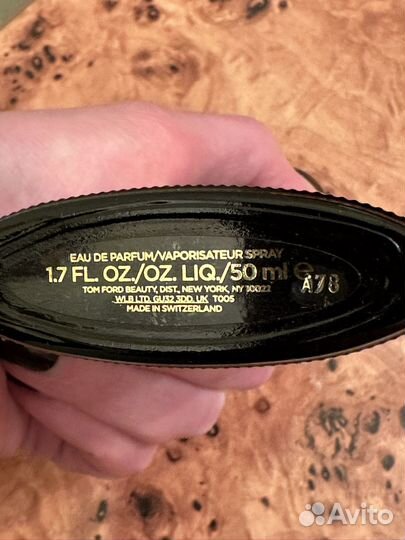 EAU DE PARFUM/VAPORISATEUR SPRAY
1.7 FL. OZ./OZ. LIQ./50 ml e
TOM FORD BEAUTY, DIST., NEW YORK, NY 10022
WLB LTD. GU32 3DD. UK T005
MADE IN SWITZERLAND
A78
Avito